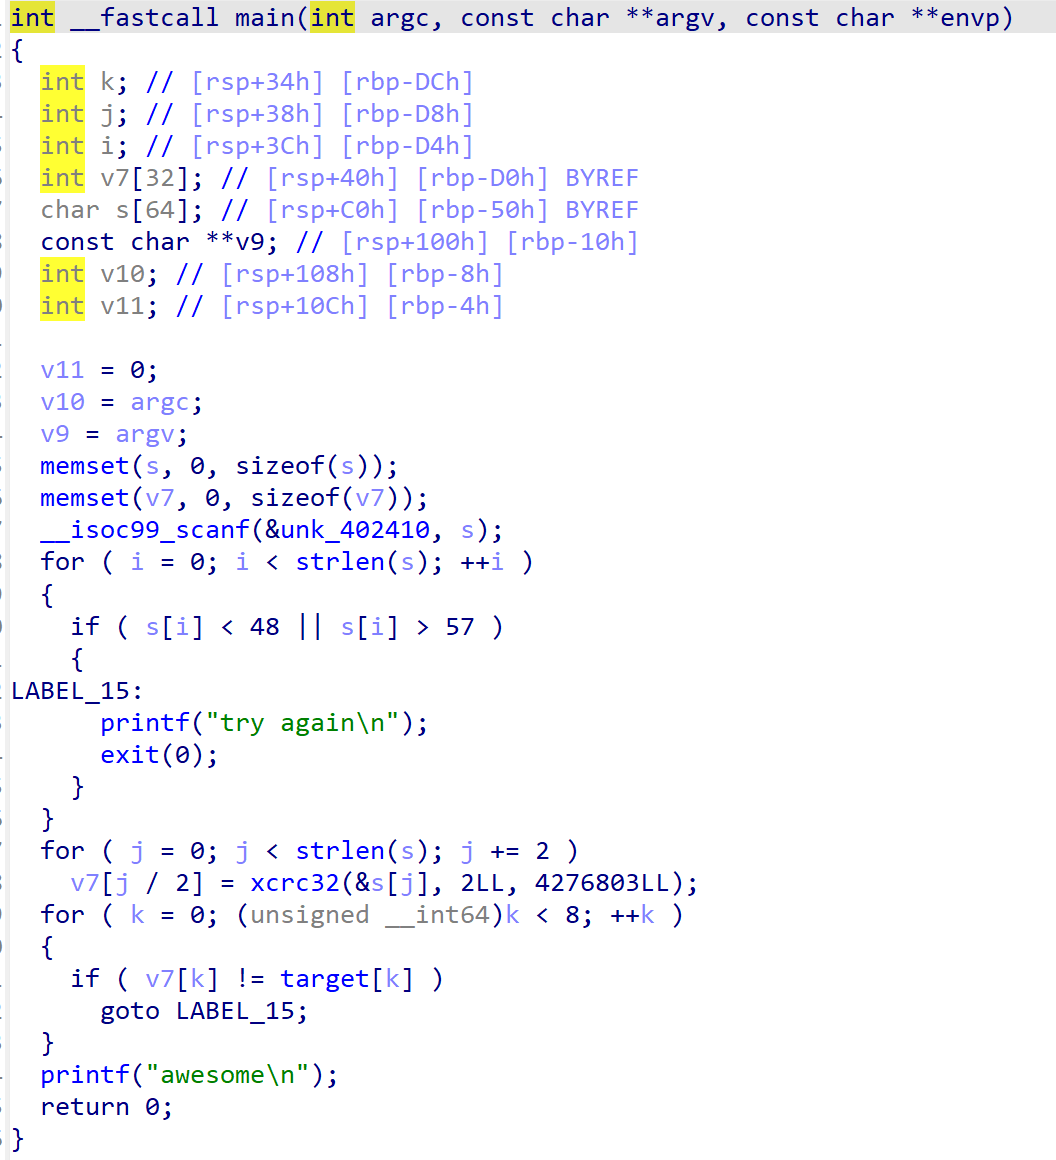 int __fastcall main(int argc, const char **argv, const char **envp)
{
  int k; // [rsp+34h] [rbp-DCh]
  int j; // [rsp+38h] [rbp-D8h]
  int i; // [rsp+3Ch] [rbp-D4h]
  int v7[32]; // [rsp+40h] [rbp-D0h] BYREF
  char s[64]; // [rsp+C0h] [rbp-50h] BYREF
  const char **v9; // [rsp+100h] [rbp-10h]
  int v10; // [rsp+108h] [rbp-8h]
  int v11; // [rsp+10Ch] [rbp-4h]

  v11 = 0;
  v10 = argc;
  v9 = argv;
  memset(s, 0, sizeof(s));
  memset(v7, 0, sizeof(v7));
  __isoc99_scanf(&unk_402410, s);
  for ( i = 0; i < strlen(s); ++i )
  {
    if ( s[i] < 48 || s[i] > 57 )
    {
LABEL_15:
      printf("try again\n");
      exit(0);
    }
  }
  for ( j = 0; j < strlen(s); j += 2 )
    v7[j / 2] = xcrc32(&s[j], 2LL, 4276803LL);
  for ( k = 0; (unsigned __int64)k < 8; ++k )
  {
    if ( v7[k] != target[k] )
      goto LABEL_15;
  }
  printf("awesome\n");
  return 0;
}